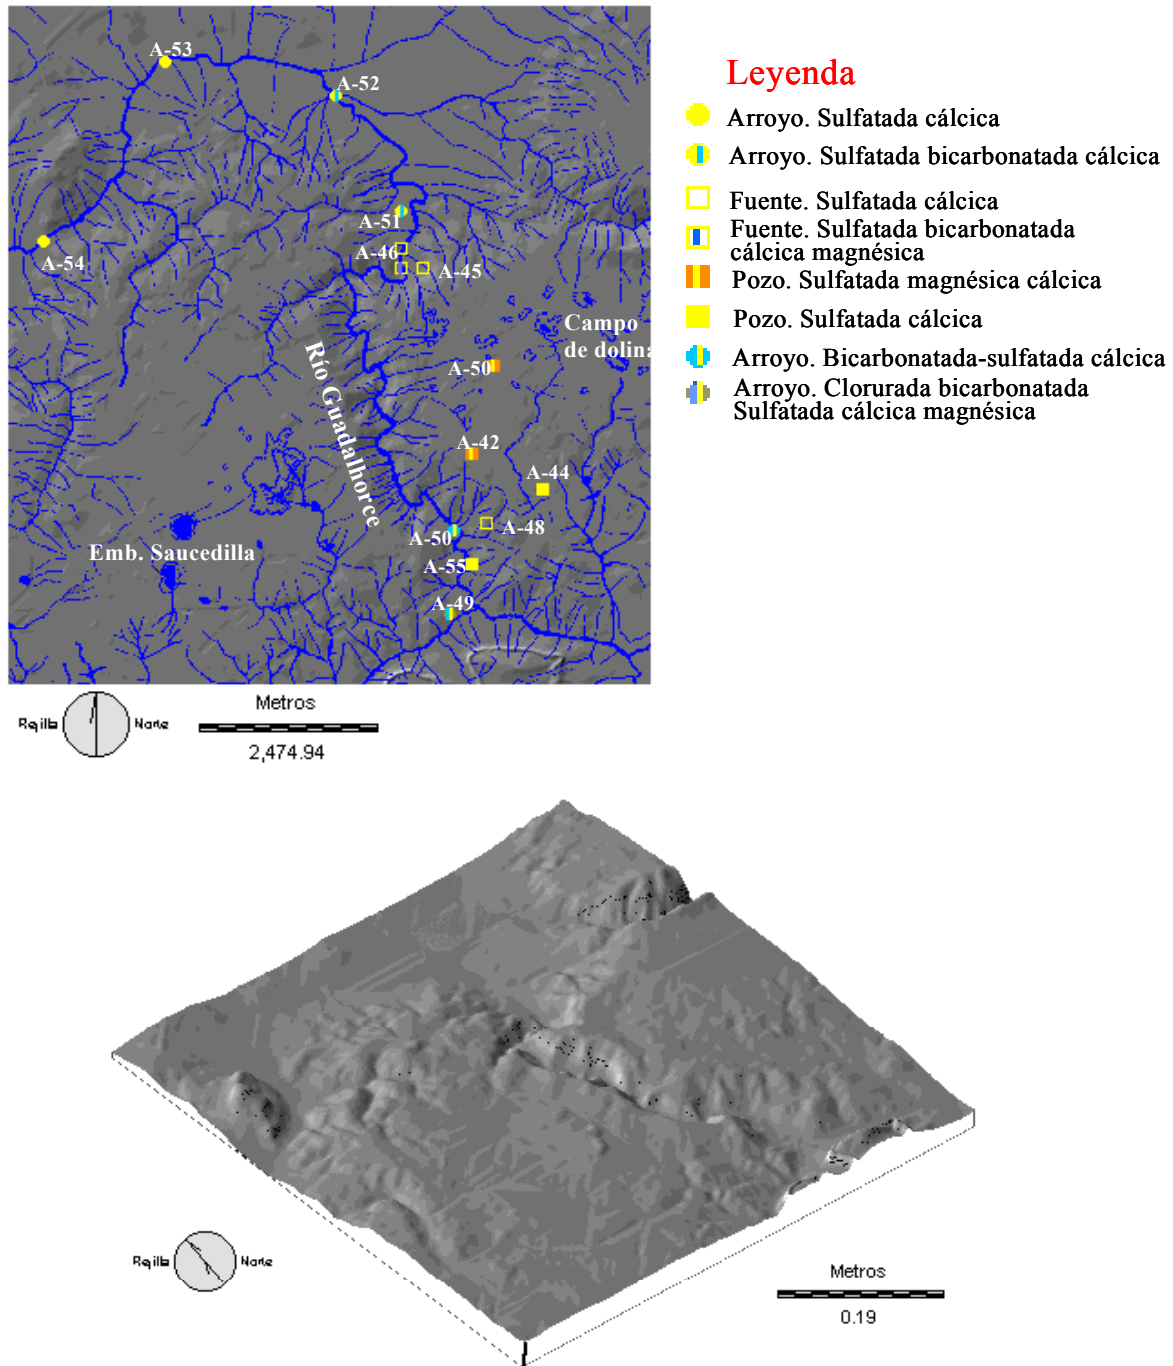 A-53
A-52
A-51
A-46
A-45
A-54
Campo
de dolina
A-50
Río Guadalhorce
A-42
A-44
A-48
A-50
Emb. Saucedilla
A-55
A-49
Rejilla
Norte
Metros
2,474.94
Leyenda
Arroyo. Sulfatada cálcica
Arroyo. Sulfatada bicarbonatada cálcica
Fuente. Sulfatada cálcica
Fuente. Sulfatada bicarbonatada
cálcica magnésica
Pozo. Sulfatada magnésica cálcica
Pozo. Sulfatada cálcica
Arroyo. Bicarbonatada-sulfatada cálcica
Arroyo. Clorurada bicarbonatada
Sulfatada cálcica magnésica
Rejilla
Norte
Metros
0.19